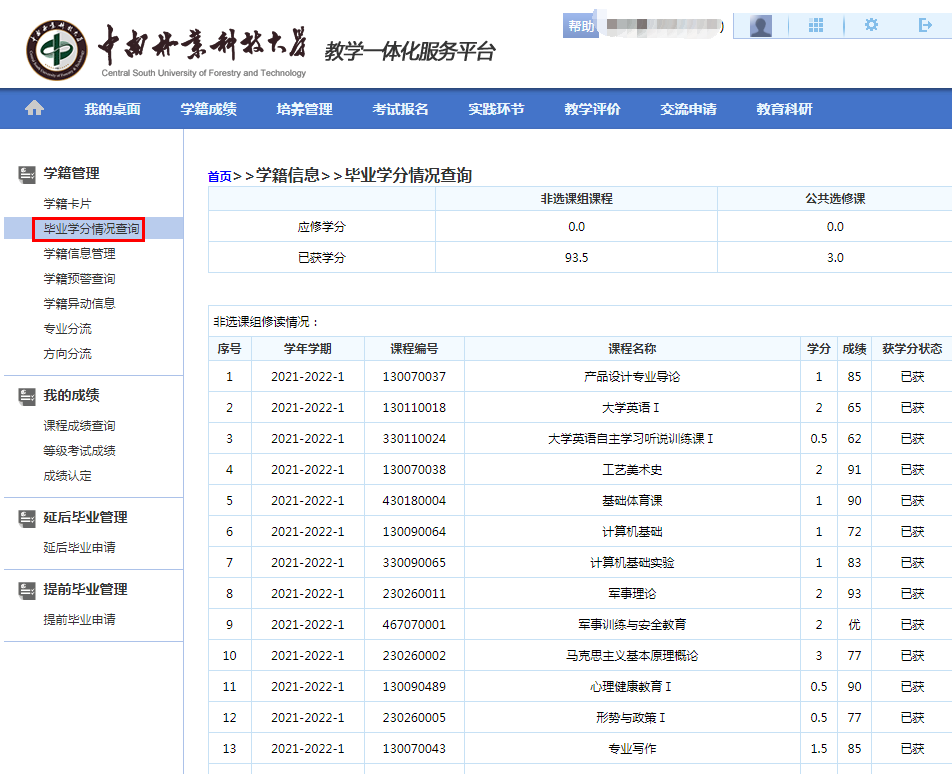 中南林业科技大学 教学一体化服务平台
Central South University of Forestry and Technology
帮助 )
我的桌面 学籍成绩 培养管理 考试报名 实践环节 教学评价 交流申请 教育科研
学籍管理
学籍卡片
毕业学分情况查询
学籍信息管理
学籍预警查询
学籍异动信息
专业分流
方向分流
我的成绩
课程成绩查询
等级考试成绩
成绩认定
延后毕业管理
延后毕业申请
提前毕业管理
提前毕业申请
首页>>学籍信息>>毕业学分情况查询
非选课组课程 公共选修课
应修学分 0.0 0.0
已获学分 93.5 3.0
非选课组修读情况：
序号 学年学期 课程编号 课程名称 学分 成绩 获学分状态
1 2021-2022-1 130070037 产品设计专业导论 1 85 已获
2 2021-2022-1 130110018 大学英语Ⅰ 2 65 已获
3 2021-2022-1 330110024 大学英语自主学习听说训练课Ⅰ 0.5 62 已获
4 2021-2022-1 130070038 工艺美术史 2 91 已获
5 2021-2022-1 430180004 基础体育课 1 90 已获
6 2021-2022-1 130090064 计算机基础 1 72 已获
7 2021-2022-1 330090065 计算机基础实验 1 83 已获
8 2021-2022-1 230260011 军事理论 2 93 已获
9 2021-2022-1 467070001 军事训练与安全教育 2 优 已获
10 2021-2022-1 230260002 马克思主义基本原理概论 3 77 已获
11 2021-2022-1 130090489 心理健康教育Ⅰ 0.5 90 已获
12 2021-2022-1 230260005 形势与政策Ⅰ 0.5 77 已获
13 2021-2022-1 130070043 专业写作 1.5 85 已获